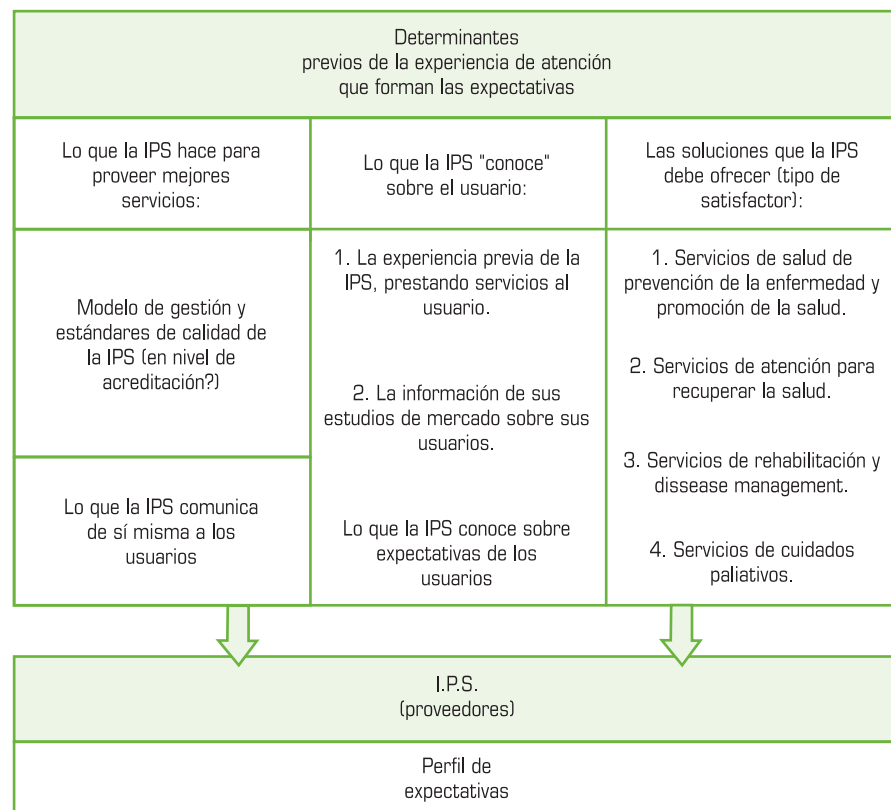 Determinantes
previos de la experiencia de atención
que forman las expectativas
Lo que la IPS hace para
proveer mejores
servicios:
Lo que la IPS "conoce"
sobre el usuario:
Las soluciones que la IPS
debe ofrecer (tipo de
satisfactor):
Modelo de gestión y
estándares de calidad de
la IPS (en nivel de
acreditación?)
Lo que la IPS comunica
de sí misma a los
usuarios
1. La experiencia previa de la
IPS, prestando servicios al
usuario.
2. La información de sus
estudios de mercado sobre sus
usuarios.
Lo que la IPS conoce sobre
expectativas de los
usuarios
1. Servicios de salud de
prevención de la enfermedad y
promoción de la salud.
2. Servicios de atención para
recuperar la salud.
3. Servicios de rehabilitación y
dissease management.
4. Servicios de cuidados
paliativos.
I.P.S.
(proveedores)
Perfil de
expectativas